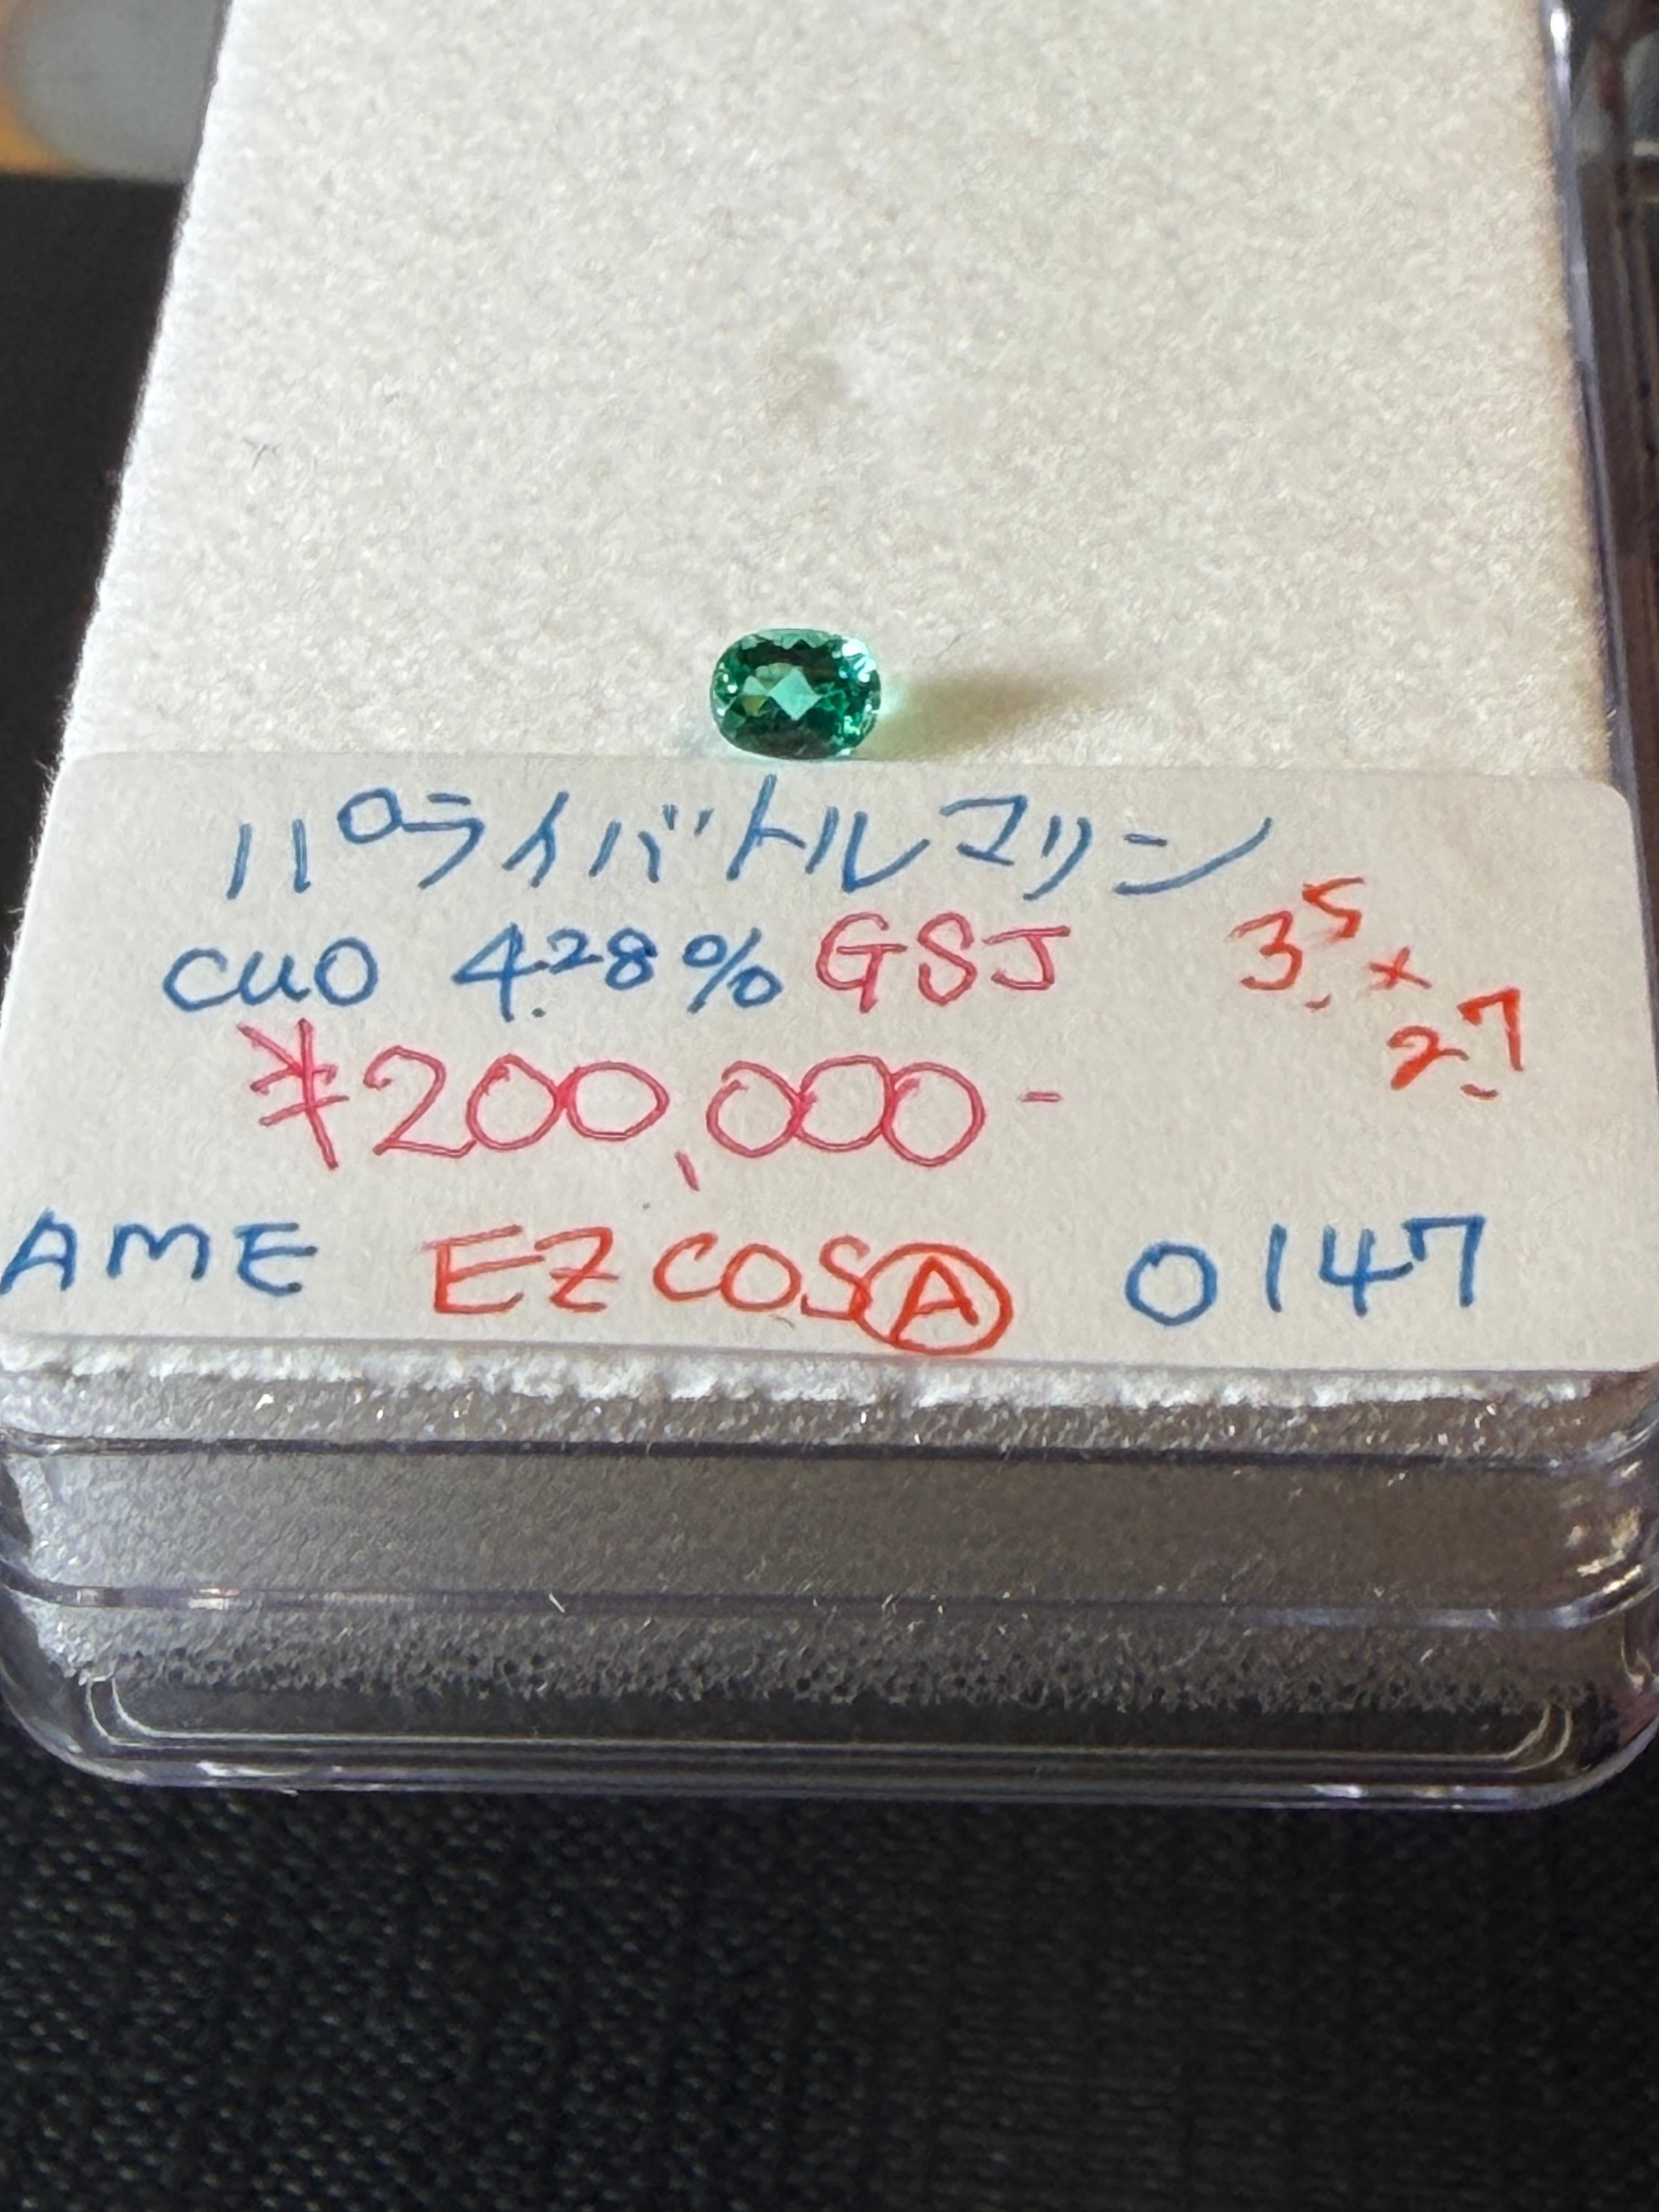 パライバトルマリン
CuO 4.28% GSJ 3.5×2.7
¥200,000-
AME EZCOSⒶ 0147